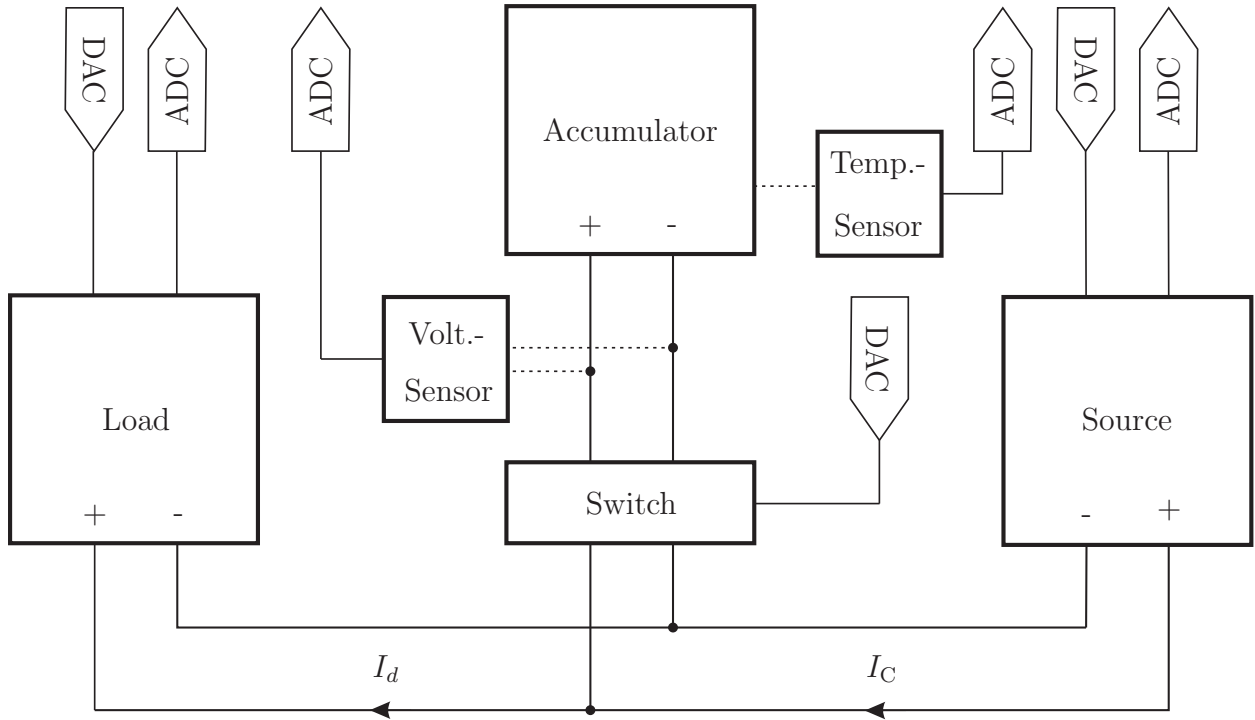 DAC
ADC
ADC
Accumulator
+ -
Temp.-
Sensor
ADC
DAC
ADC
Load
+ -
Volt.-
Sensor
Switch
DAC
Source
- +
I_d
I_C